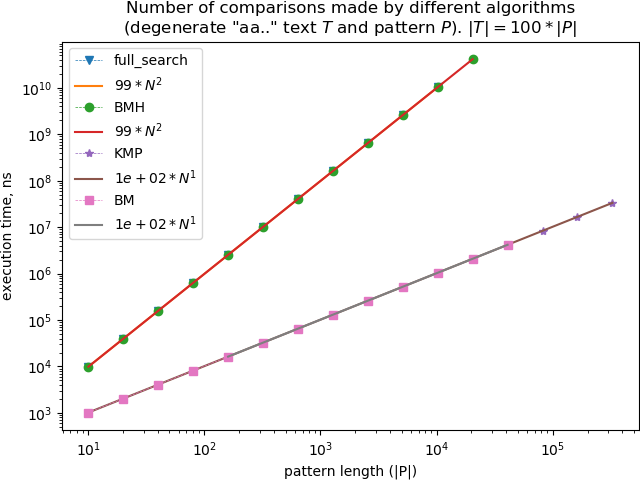 Number of comparisons made by different algorithms
(degenerate "aa.." text T and pattern P). |T| = 100 * |P|
execution time, ns
10^10
10^9
10^8
10^7
10^6
10^5
10^4
10^3
full_search
99 * N^2
BMH
99 * N^2
KMP
1e + 02 * N^1
BM
1e + 02 * N^1
10^1 10^2 10^3 10^4 10^5
pattern length (|P|)